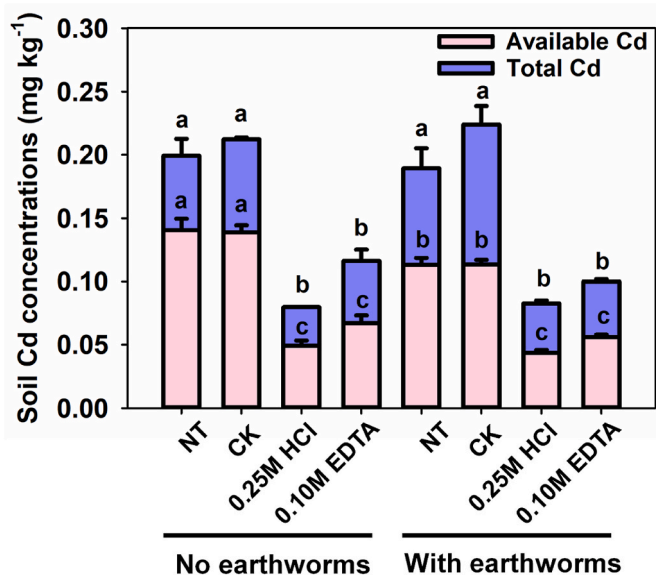 Soil Cd concentrations (mg kg⁻¹)
0.30
0.25
0.20
0.15
0.10
0.05
0.00
Available Cd
Total Cd
a a b b a a b b
a a c c b b c c
NT CK 0.25M HCl 0.10M EDTA NT CK 0.25M HCl 0.10M EDTA
No earthworms With earthworms